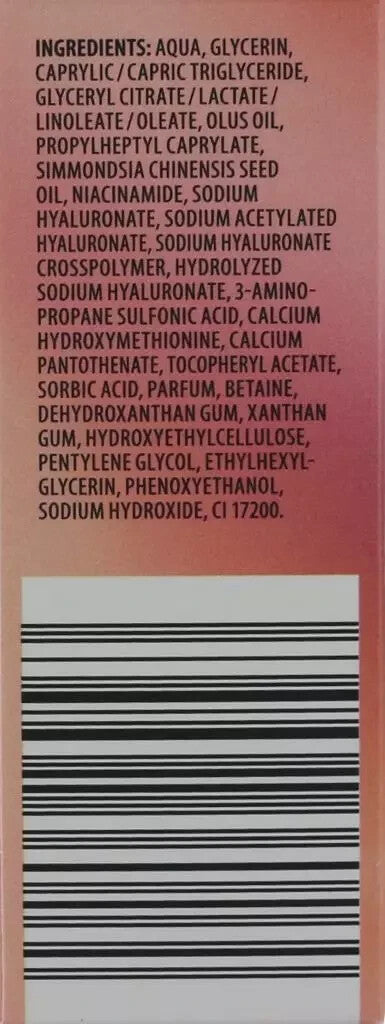 INGREDIENTS: AQUA, GLYCERIN,
CAPRYLIC/CAPRIC TRIGLYCERIDE,
GLYCERYL CITRATE/LACTATE/
LINOLEATE/OLEATE, OLUS OIL,
PROPYLHEPTYL CAPRYLATE,
SIMMONDSIA CHINENSIS SEED
OIL, NIACINAMIDE, SODIUM
HYALURONATE, SODIUM ACETYLATED
HYALURONATE, SODIUM HYALURONATE
CROSSPOLYMER, HYDROLYZED
SODIUM HYALURONATE, 3-AMINO-
PROPANE SULFONIC ACID, CALCIUM
HYDROXYMETHIONINE, CALCIUM
PANTOTHENATE, TOCOPHERYL ACETATE,
SORBIC ACID, PARFUM, BETAINE,
DEHYDROXANTHAN GUM, XANTHAN
GUM, HYDROXYETHYLCELLULOSE,
PENTYLENE GLYCOL, ETHYLHEXYL-
GLYCERIN, PHENOXYETHANOL,
SODIUM HYDROXIDE, CI 17200.